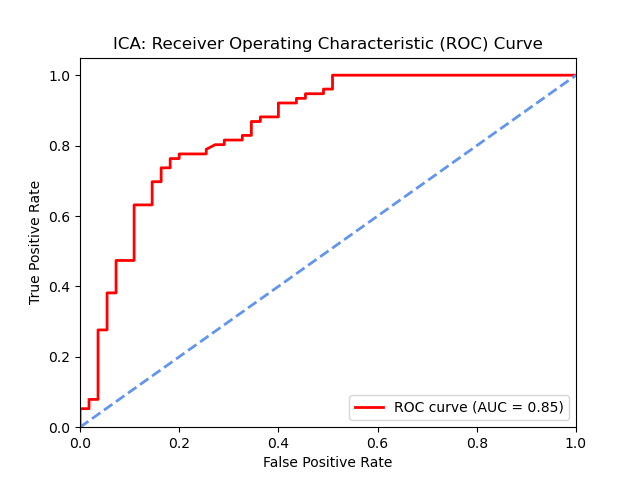 ICA: Receiver Operating Characteristic (ROC) Curve
1.0
0.8
0.6
0.4
0.2
0.0
True Positive Rate
0.0 0.2 0.4 0.6 0.8 1.0
False Positive Rate
ROC curve (AUC = 0.85)